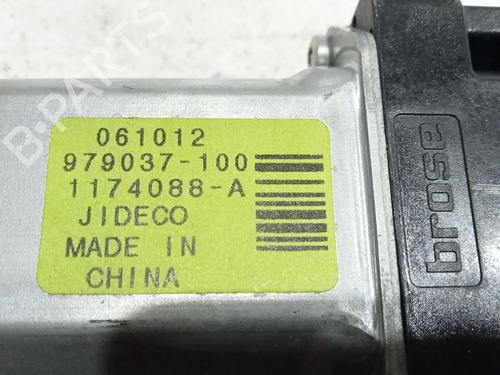 B-PARTS
061012
979037-100
1174088-A
JIDECO
MADE IN
CHINA
brose